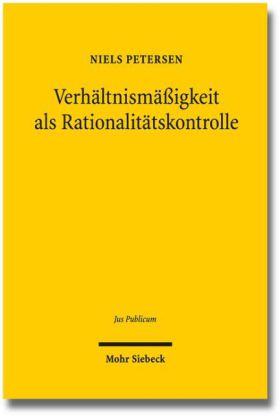 NIELS PETERSEN
Verhältnismäßigkeit
als Rationalitätskontrolle
Jus Publicum
Mohr Siebeck